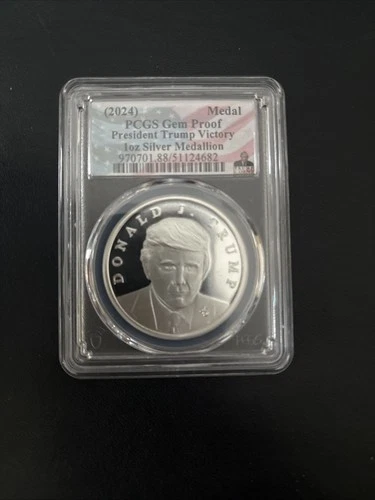 (2024) Medal
PCGS Gem Proof
President Trump Victory
1oz Silver Medallion
970701.88/51124682
DONALD J. TRUMP